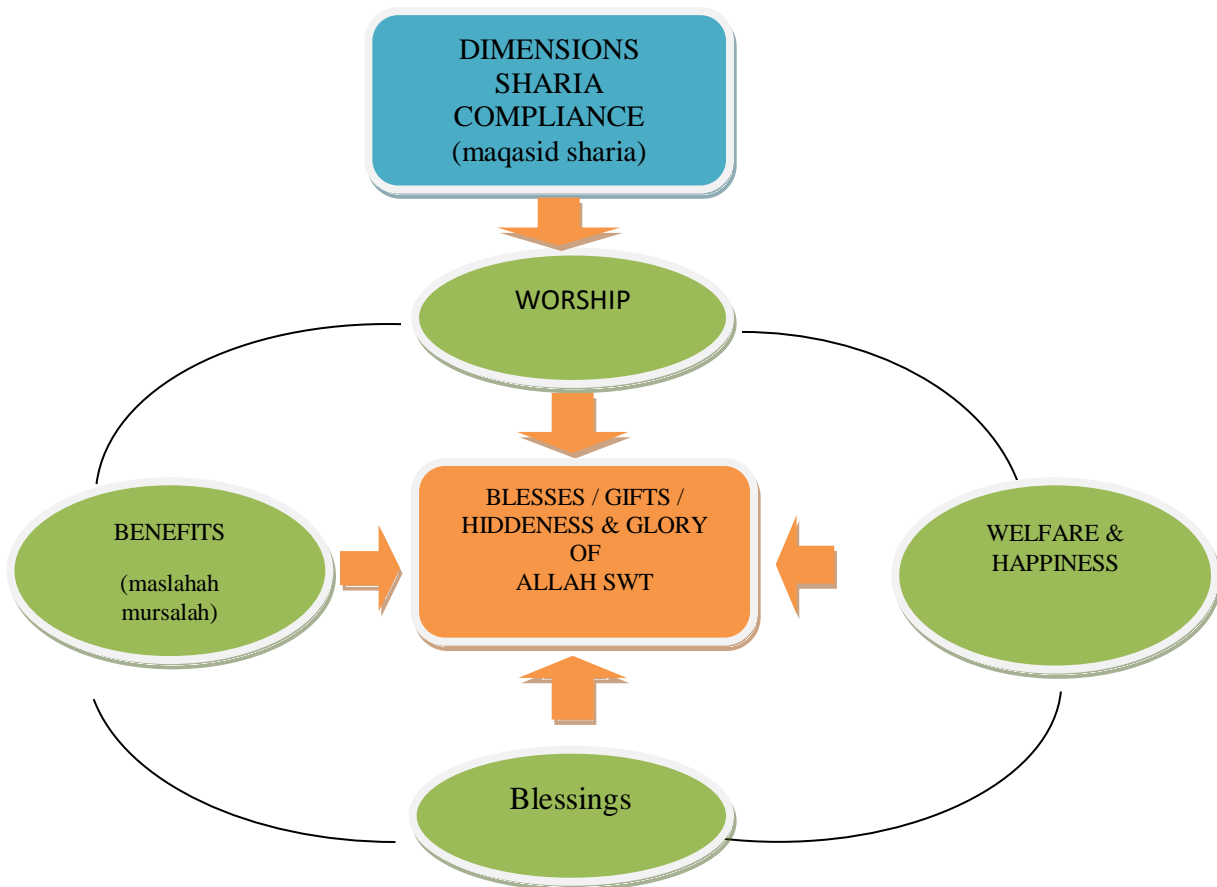 DIMENSIONS
SHARIA
COMPLIANCE
(maqasid sharia)
WORSHIP
BENEFITS
(maslahah
mursalah)
BLESSES / GIFTS /
HIDDENESS & GLORY
OF
ALLAH SWT
WELFARE &
HAPPINESS
Blessings